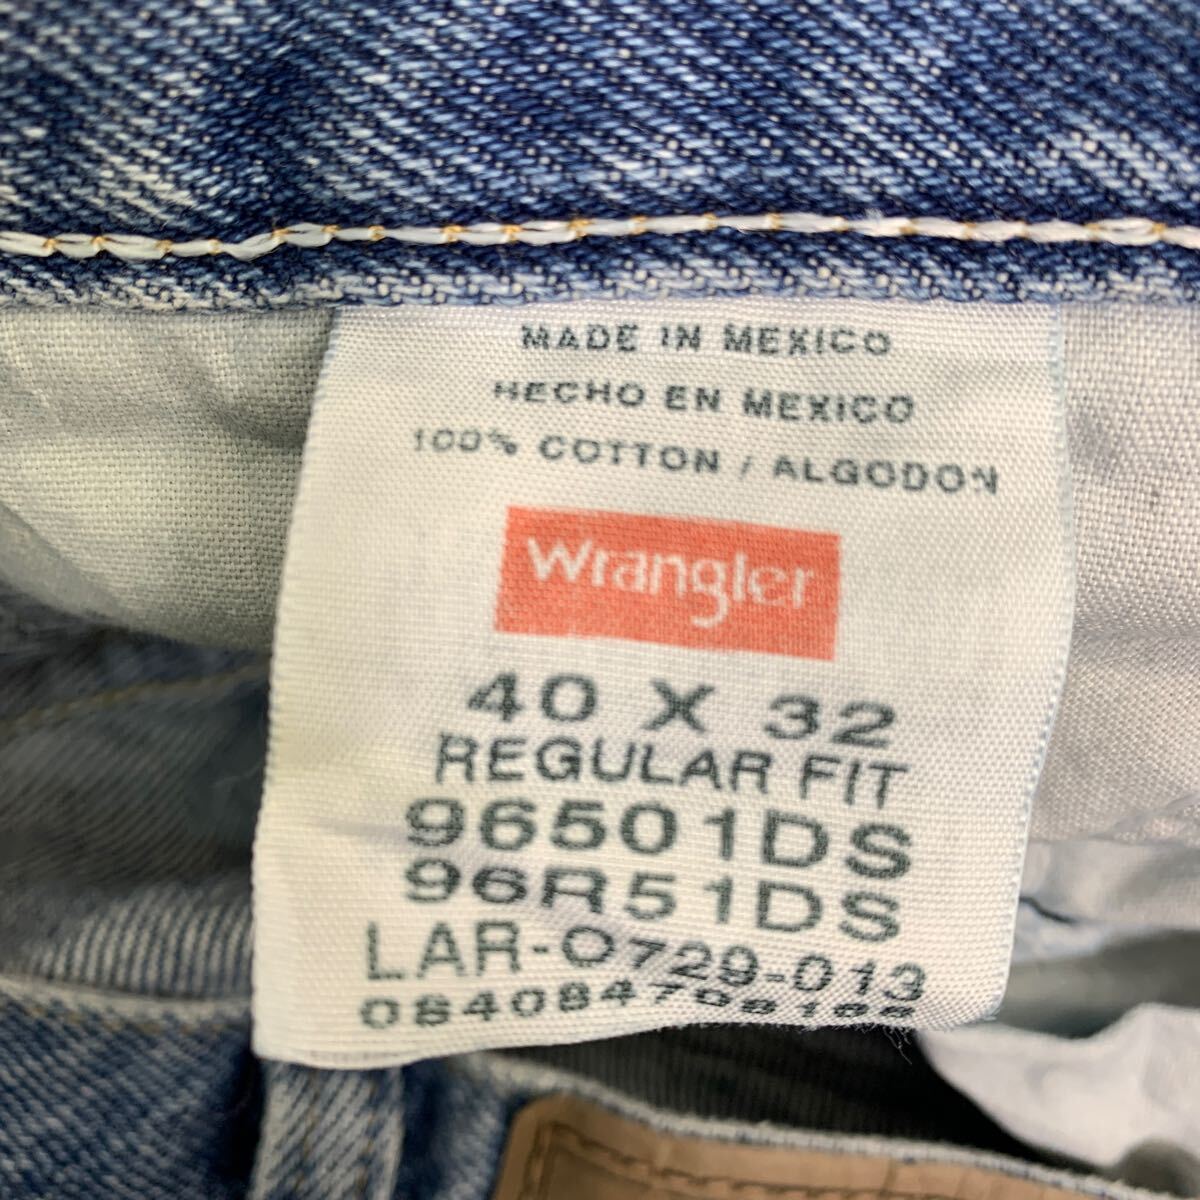 MADE IN MEXICO
HECHO EN MEXICO
100% COTTON / ALGODON
Wrangler
40 X 32
REGULAR FIT
96501DS
96R51DS
LAR-0729-013